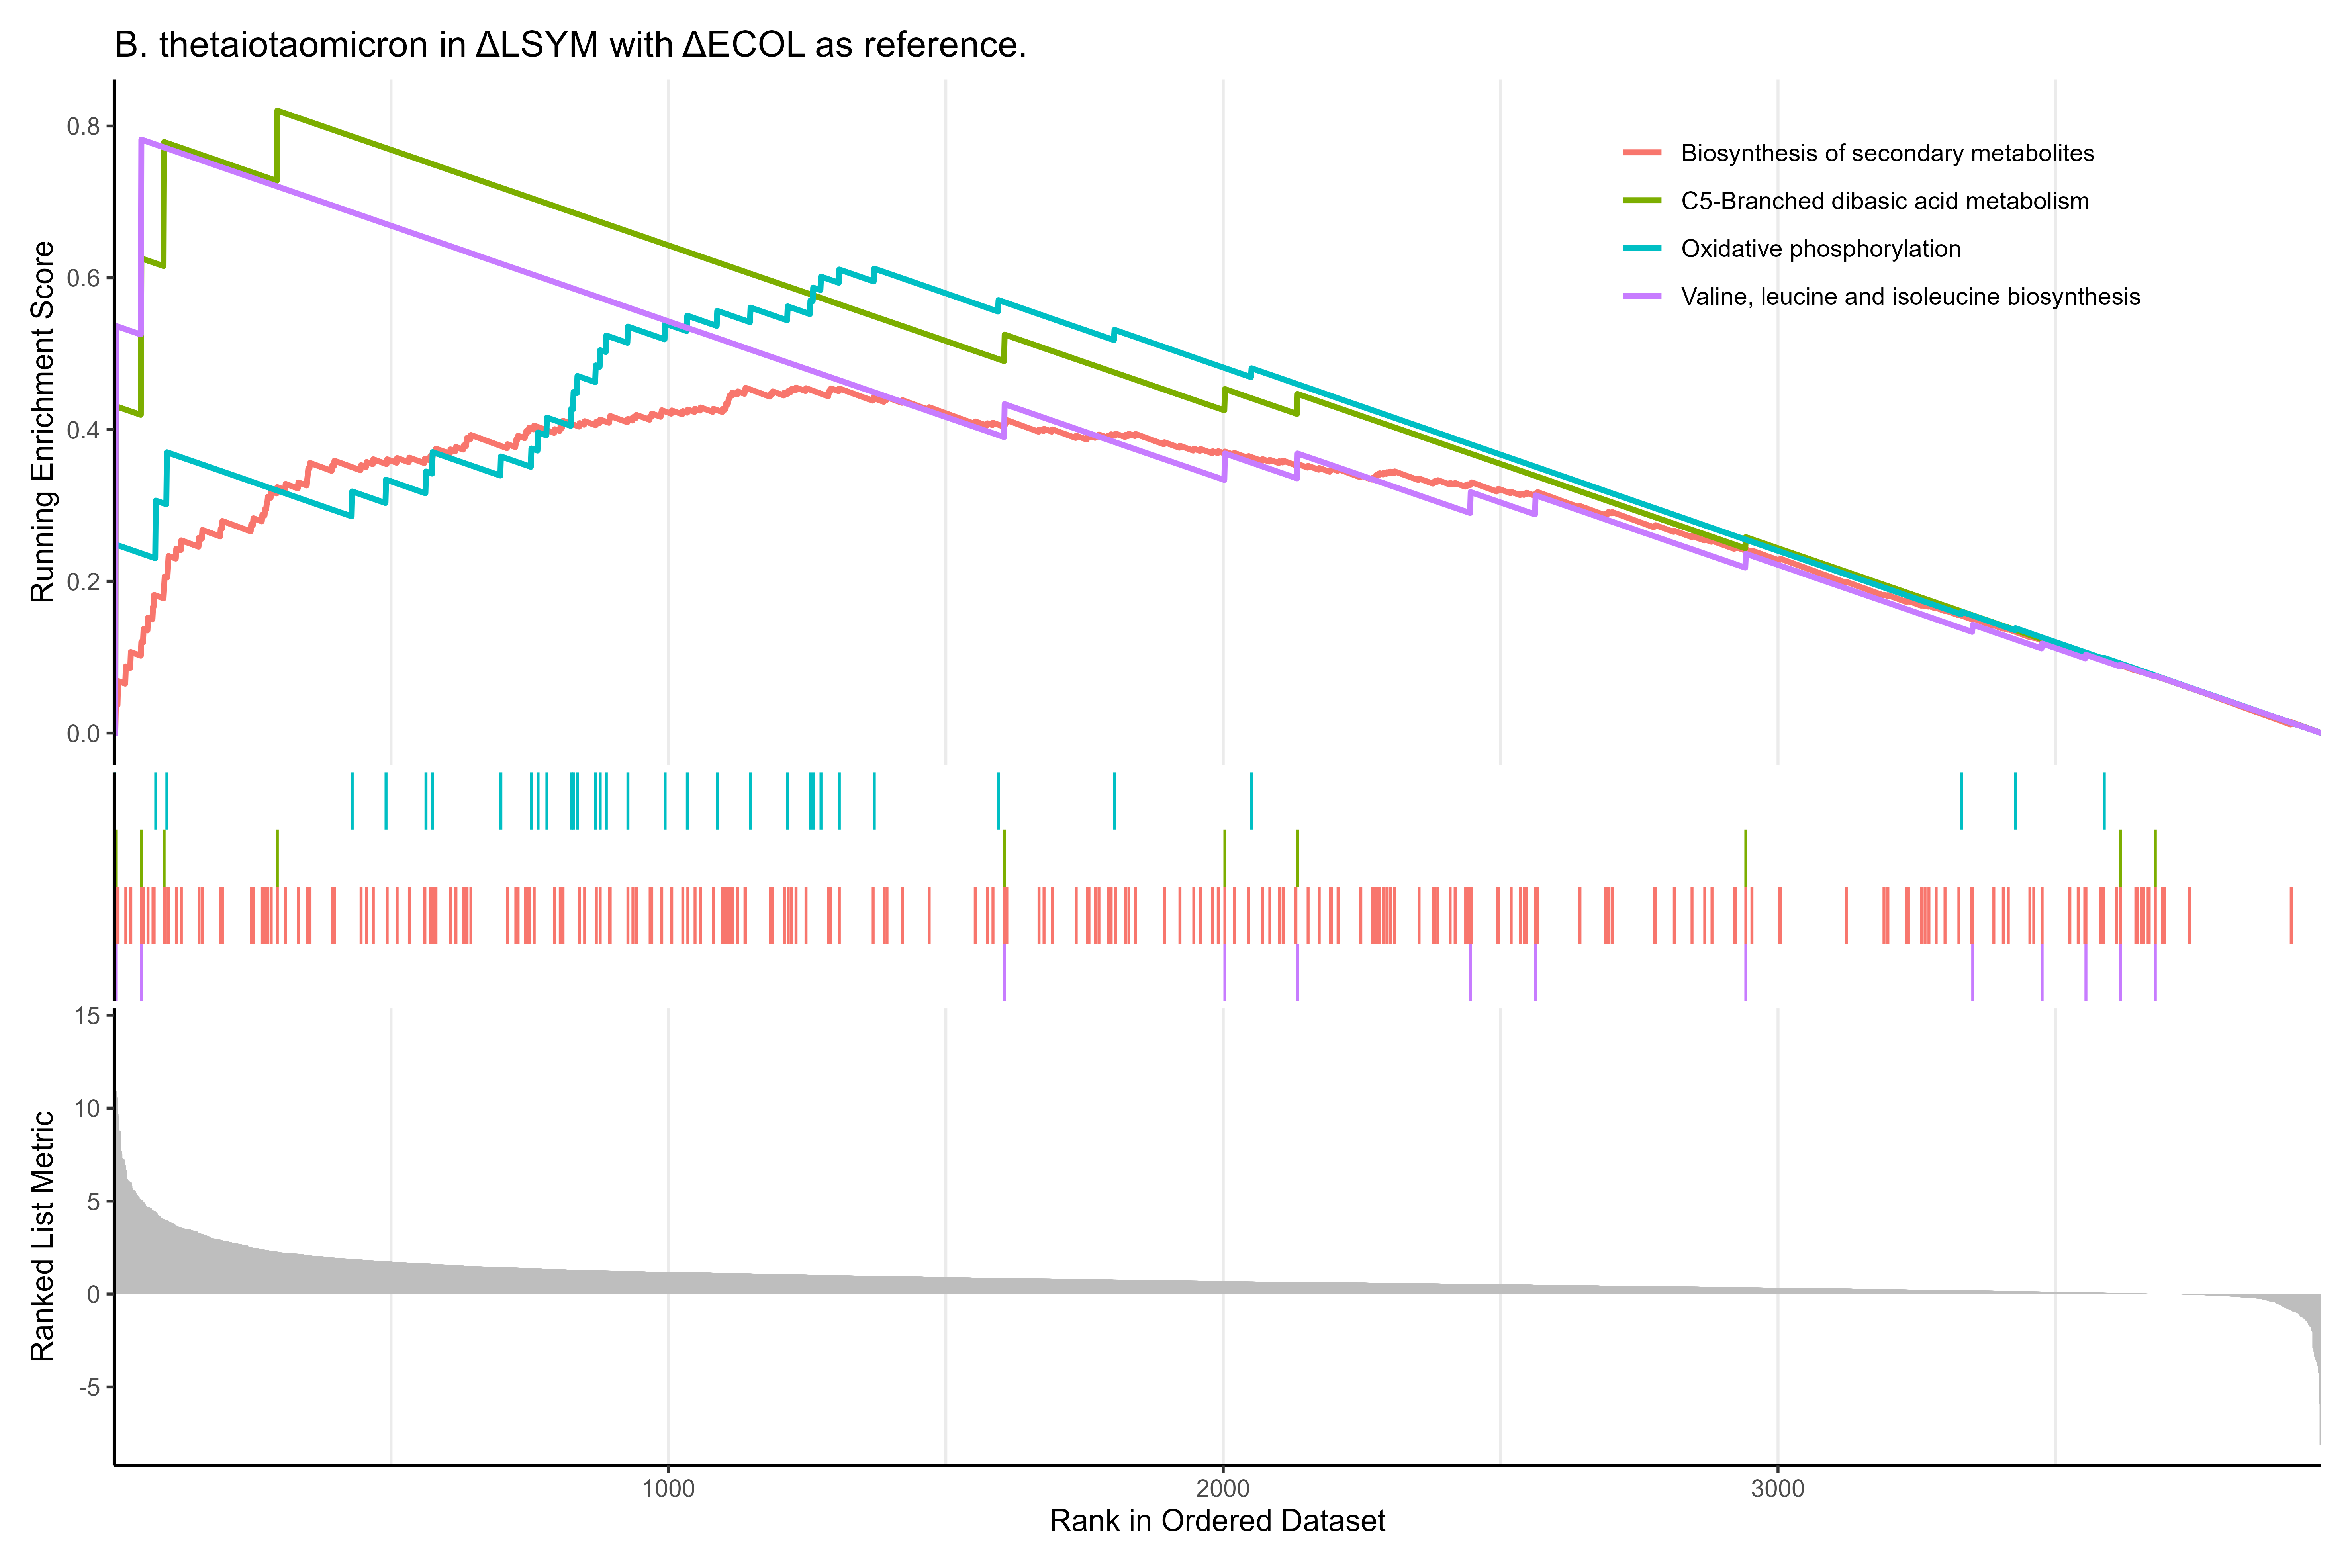 B. thetaiotaomicron in ΔLSYM with ΔECOL as reference.
Running Enrichment Score
0.8
0.6
0.4
0.2
0.0
Biosynthesis of secondary metabolites
C5-Branched dibasic acid metabolism
Oxidative phosphorylation
Valine, leucine and isoleucine biosynthesis
Ranked List Metric
15
10
5
0
-5
1000
2000
3000
Rank in Ordered Dataset